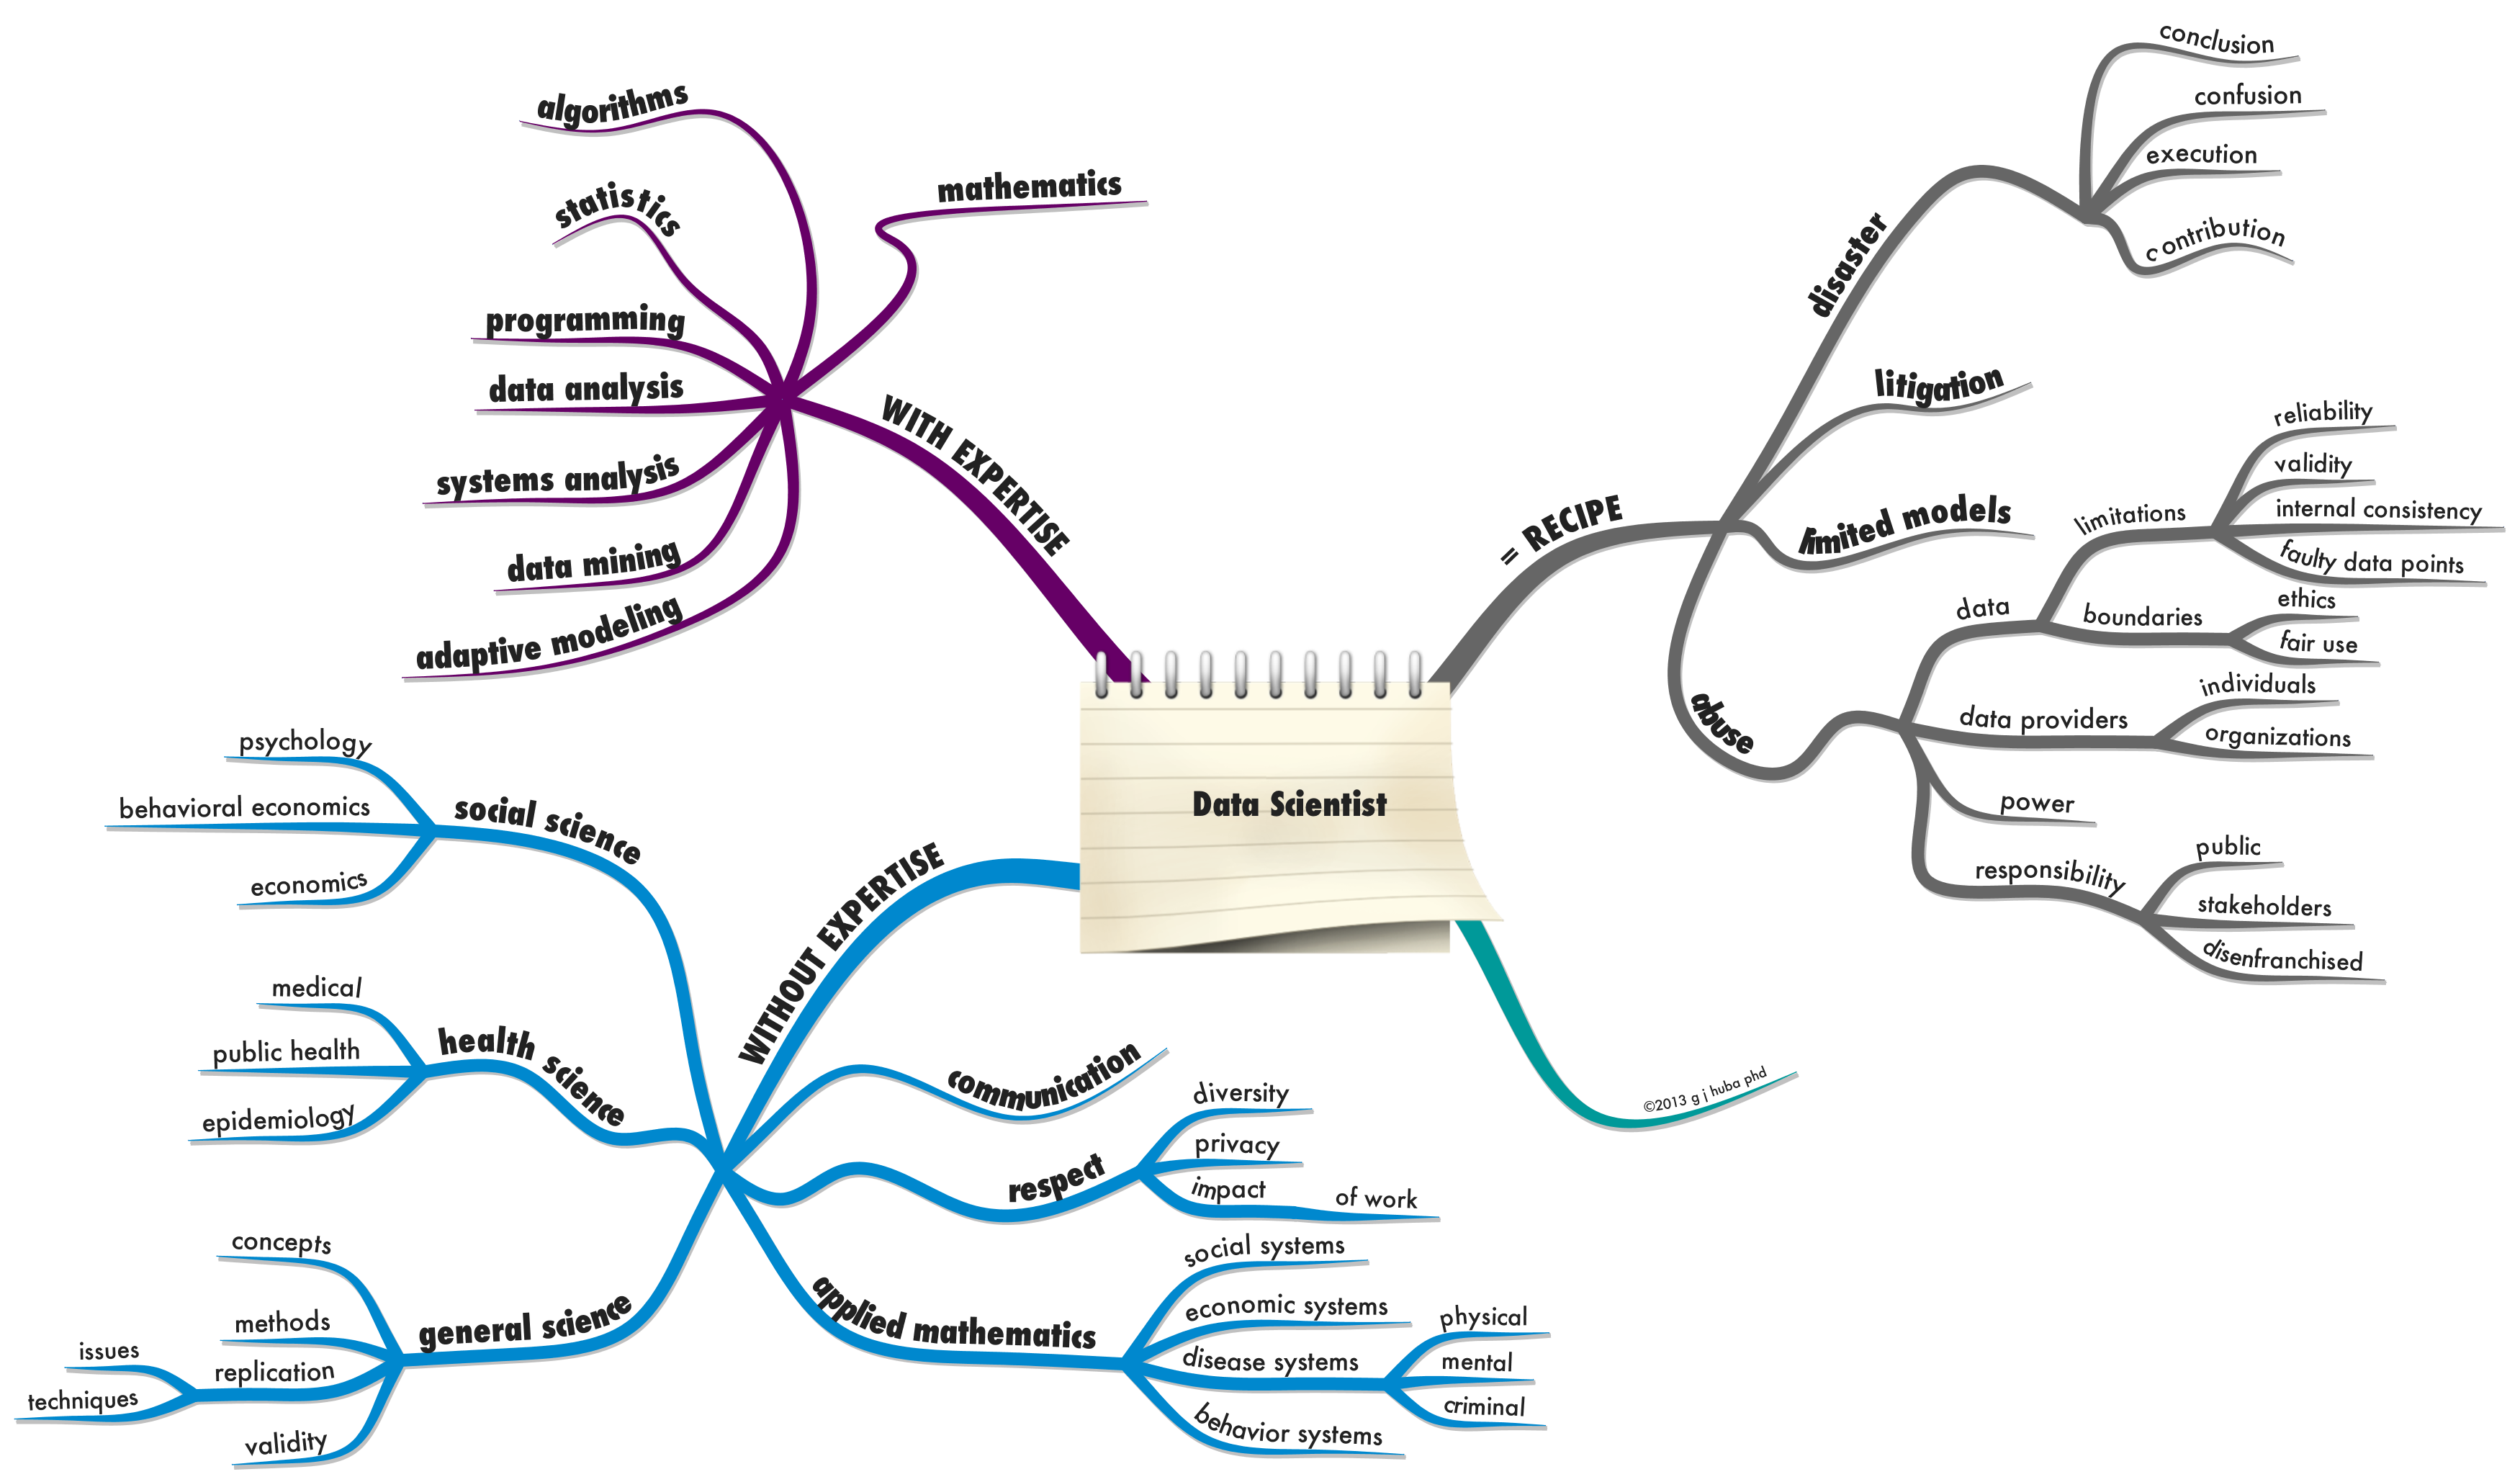 Data Scientist
WITH EXPERTISE
mathematics
algorithms
statistics
programming
data analysis
systems analysis
data mining
adaptive modeling
= RECIPE
disaster
conclusion
confusion
execution
contribution
litigation
limited models
abuse
data
limitations
reliability
validity
internal consistency
faulty data points
boundaries
ethics
fair use
data providers
individuals
organizations
power
responsibility
public
stakeholders
disenfranchised
WITHOUT EXPERTISE
social science
psychology
behavioral economics
economics
health science
medical
public health
epidemiology
general science
concepts
methods
replication
issues
techniques
validity
communication
respect
diversity
privacy
impact
of work
applied mathematics
social systems
economic systems
disease systems
physical
mental
criminal
behavior systems
©2013 g j huba phd